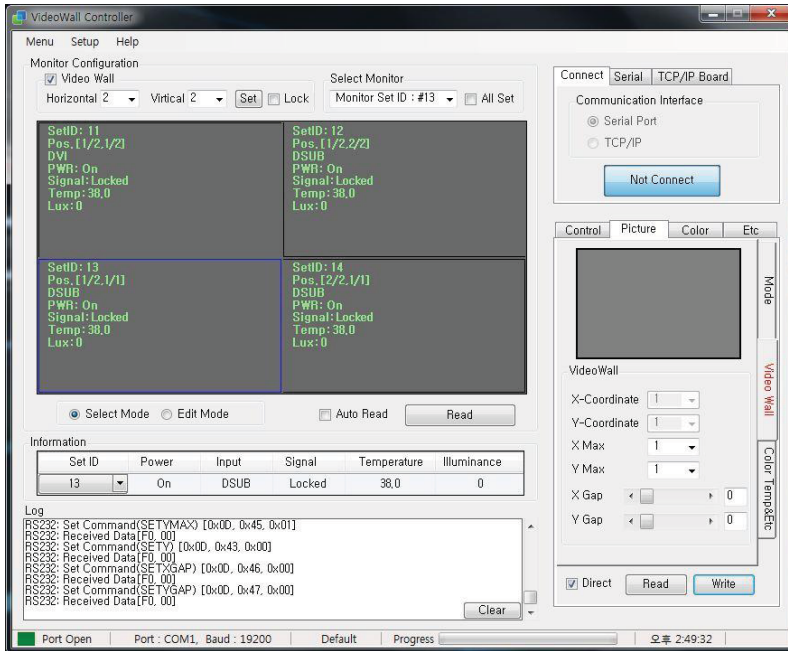 VideoWall Controller
Menu Setup Help
Monitor Configuration
Video Wall
Horizontal 2 Virtical 2 Set Lock
Select Monitor
Monitor Set ID : #13 All Set
SetID: 11
Pos.[1/2,1/2]
DVI
PWR: On
Signal:Locked
Temp:38,0
Lux:0
SetID: 12
Pos.[1/2,2/2]
DSUB
PWR: On
Signal:Locked
Temp:38,0
Lux:0
SetID: 13
Pos.[1/2,1/1]
DSUB
PWR: On
Signal:Locked
Temp:38,0
Lux:0
SetID: 14
Pos.[2/2,1/1]
DSUB
PWR: On
Signal:Locked
Temp:38,0
Lux:0
Select Mode Edit Mode Auto Read Read
Information
Set ID Power Input Signal Temperature Illuminance
13 On DSUB Locked 38,0 0
Log
RS232: Set Command(SETYMAX) [0x0D, 0x45, 0x01]
RS232: Received Data[F0, 00]
RS232: Set Command(SETY) [0x0D, 0x43, 0x00]
RS232: Received Data[F0, 00]
RS232: Set Command(SETXGAP) [0x0D, 0x46, 0x00]
RS232: Received Data[F0, 00]
RS232: Set Command(SETYGAP) [0x0D, 0x47, 0x00]
RS232: Received Data[F0, 00]
Clear
Connect Serial TCP/IP Board
Communication Interface
Serial Port
TCP/IP
Not Connect
Control Picture Color Etc
Mode
Video Wall
Color Temp&Etc
VideoWall
X-Coordinate 1
Y-Coordinate 1
X Max 1
Y Max 1
X Gap 0
Y Gap 0
Direct Read Write
Port Open Port : COM1, Baud : 19200 Default Progress 오후 2:49:32